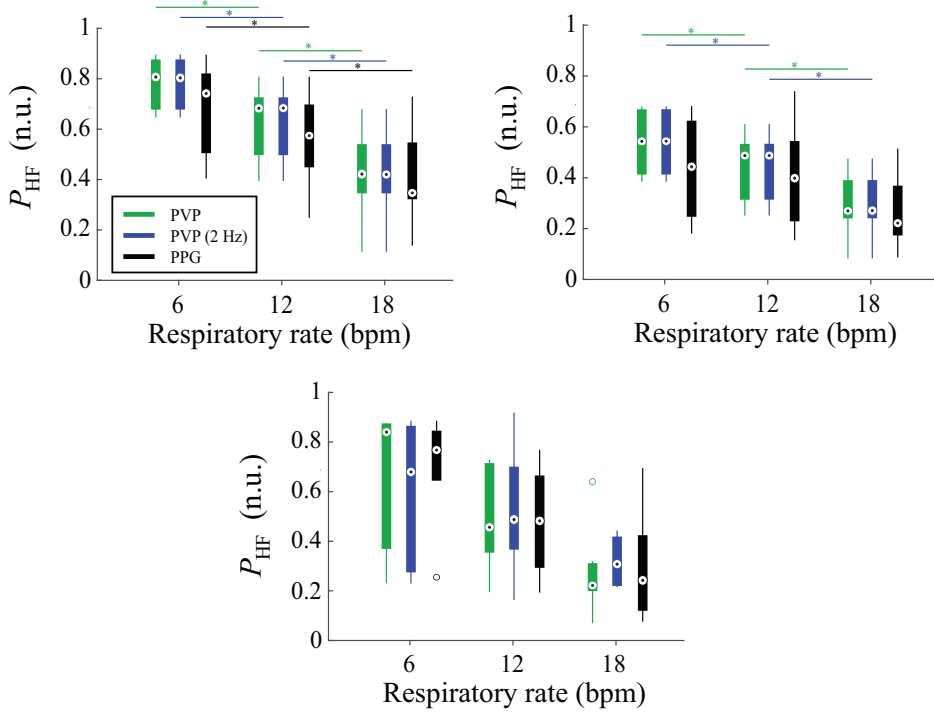 * * *
* * *
1
0.8
0.6
0.4
0.2
0
P_HF (n.u.)
PVP
PVP (2 Hz)
PPG
6 12 18
Respiratory rate (bpm)
* *
* *
1
0.8
0.6
0.4
0.2
0
P_HF (n.u.)
6 12 18
Respiratory rate (bpm)
1
0.8
0.6
0.4
0.2
0
P_HF (n.u.)
6 12 18
Respiratory rate (bpm)